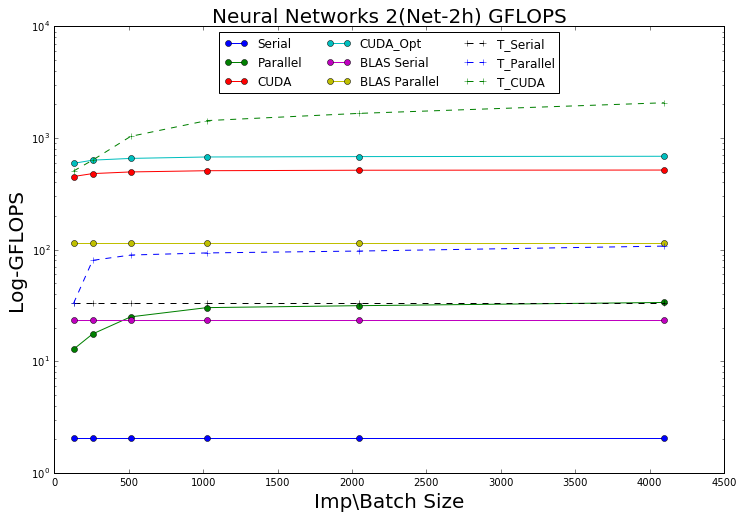 Neural Networks 2(Net-2h) GFLOPS
Serial
Parallel
CUDA
CUDA_Opt
BLAS Serial
BLAS Parallel
T_Serial
T_Parallel
T_CUDA
Log-GFLOPS
10^4
10^3
10^2
10^1
10^0
0 500 1000 1500 2000 2500 3000 3500 4000 4500
Imp\Batch Size